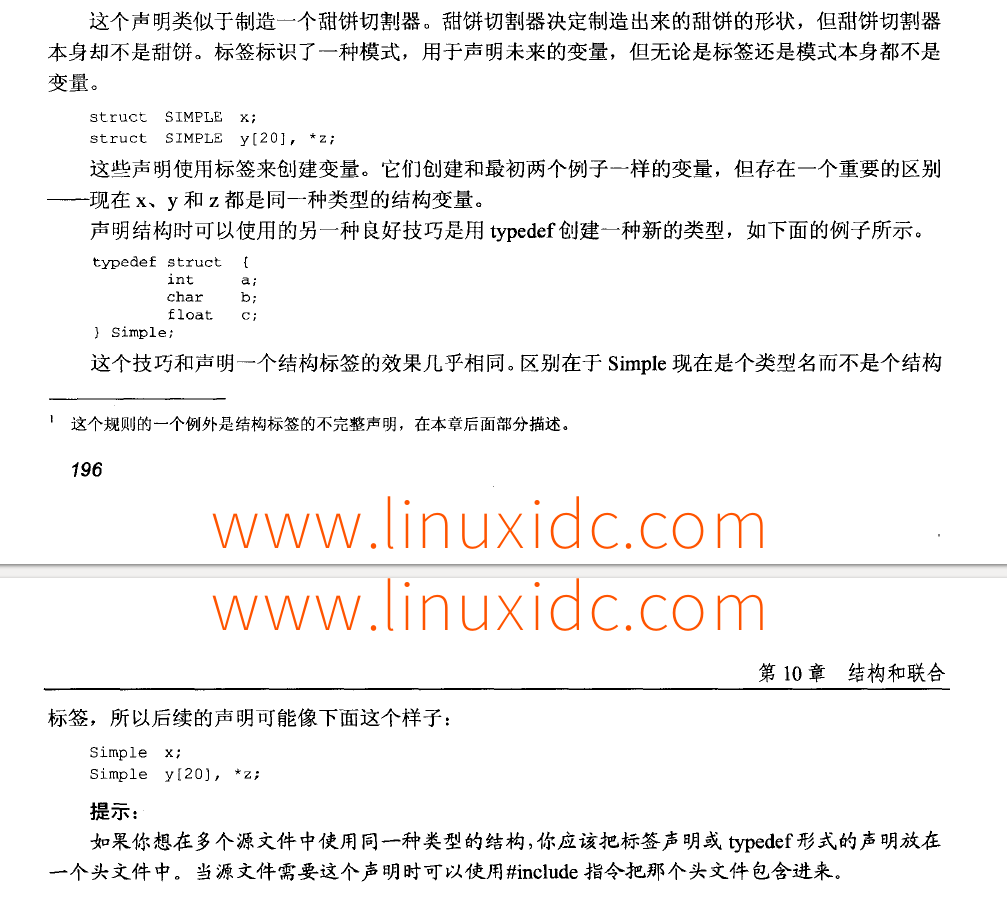 这个声明类似于制造一个甜饼切割器。甜饼切割器决定制造出来的甜饼的形状，但甜饼切割器
本身却不是甜饼。标签标识了一种模式，用于声明未来的变量，但无论是标签还是模式本身都不是
变量。
struct SIMPLE x;
struct SIMPLE y[20], *z;
这些声明使用标签来创建变量。它们创建和最初两个例子一样的变量，但存在一个重要的区别
——现在 x、y 和 z 都是同一种类型的结构变量。
声明结构时可以使用的另一种良好技巧是用 typedef 创建一种新的类型，如下面的例子所示。
typedef struct {
int a;
char b;
float c;
} Simple;
这个技巧和声明一个结构标签的效果几乎相同。区别在于 Simple 现在是个类型名而不是个结构
1 这个规则的一个例外是结构标签的不完整声明，在本章后面部分描述。
196
www.linuxidc.com
www.linuxidc.com
第 10 章 结构和联合
标签，所以后续的声明可能像下面这个样子：
Simple x;
Simple y[20], *z;
提示：
如果你想在多个源文件中使用同一种类型的结构，你应该把标签声明或 typedef 形式的声明放在
一个头文件中。当源文件需要这个声明时可以使用#include 指令把那个头文件包含进来。